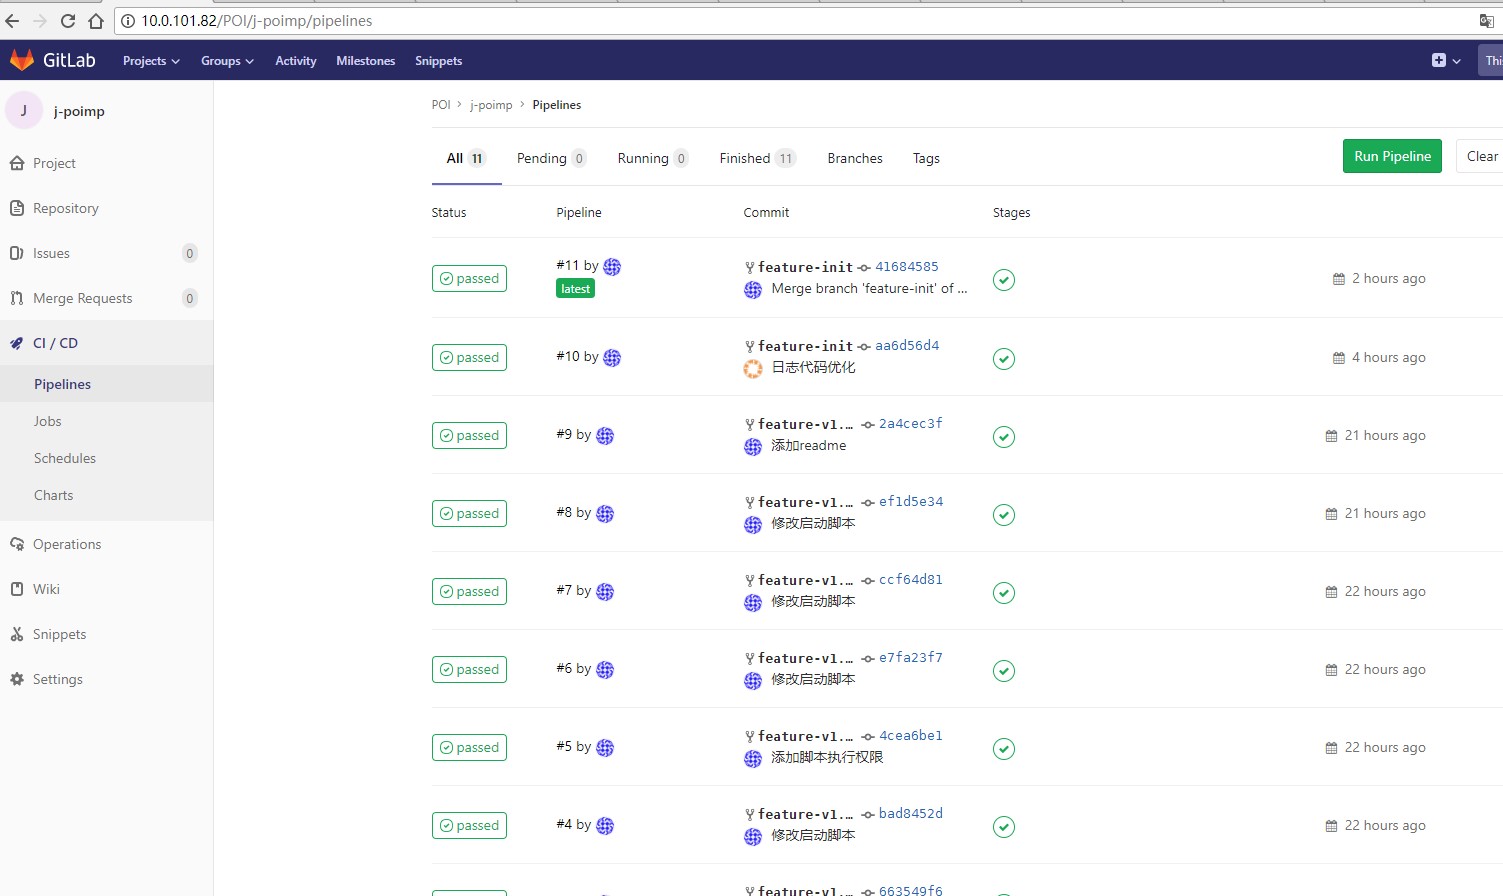 10.0.101.82/POI/j-poimp/pipelines
GitLab Projects Groups Activity Milestones Snippets
J j-poimp
Project
Repository
Issues 0
Merge Requests 0
CI / CD
Pipelines
Jobs
Schedules
Charts
Operations
Wiki
Snippets
Settings
POI > j-poimp > Pipelines
All 11 Pending 0 Running 0 Finished 11 Branches Tags Run Pipeline Clear
Status Pipeline Commit Stages
passed #11 by feature-init 41684585 2 hours ago
latest Merge branch 'feature-init' of ...
passed #10 by feature-init aa6d56d4 4 hours ago
日志代码优化
passed #9 by feature-v1.… 2a4cec3f 21 hours ago
添加readme
passed #8 by feature-v1.… ef1d5e34 21 hours ago
修改启动脚本
passed #7 by feature-v1.… ccf64d81 22 hours ago
修改启动脚本
passed #6 by feature-v1.… e7fa23f7 22 hours ago
修改启动脚本
passed #5 by feature-v1.… 4cea6be1 22 hours ago
添加脚本执行权限
passed #4 by feature-v1.… bad8452d 22 hours ago
修改启动脚本
feature-v1.… 663549f6